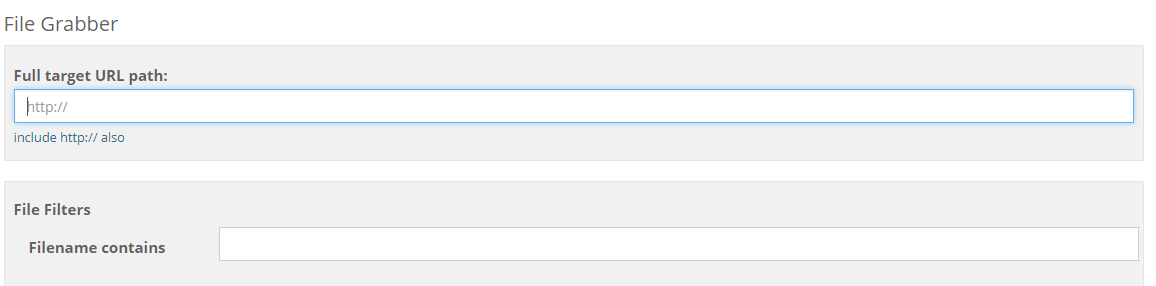 File Grabber
Full target URL path:
http://
include http:// also
File Filters
Filename contains